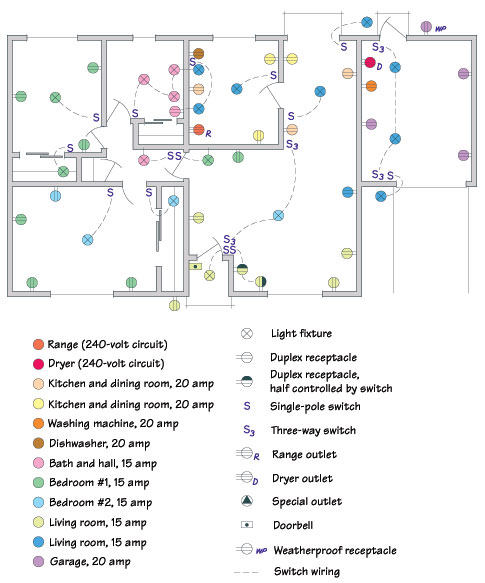 S
WP
S
S3
D
S
S
R
S
S
S
S3
S
SS
S
S3
S
S
S
S3
SS
Range (240-volt circuit)
Dryer (240-volt circuit)
Kitchen and dining room, 20 amp
Kitchen and dining room, 20 amp
Washing machine, 20 amp
Dishwasher, 20 amp
Bath and hall, 15 amp
Bedroom #1, 15 amp
Bedroom #2, 15 amp
Living room, 15 amp
Living room, 15 amp
Garage, 20 amp
Light fixture
Duplex receptacle
Duplex receptacle,
half controlled by switch
S Single-pole switch
S3 Three-way switch
R Range outlet
D Dryer outlet
Special outlet
Doorbell
WP Weatherproof receptacle
Switch wiring